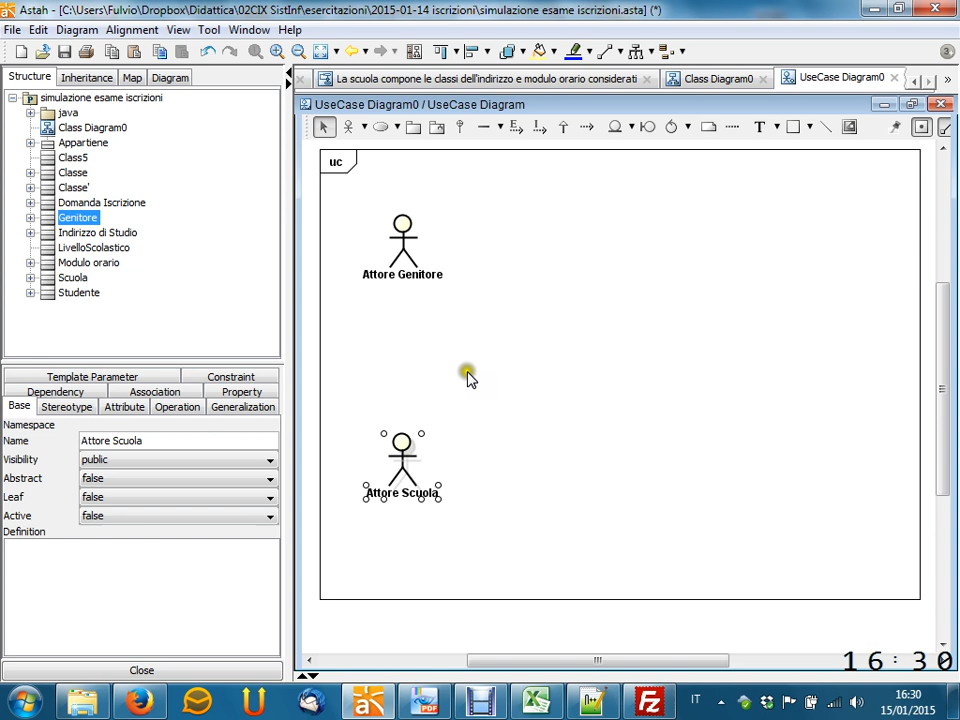 Astah - [C:\Users\Fulvio\Dropbox\Didattica\02CIX SistInf\esercitazioni\2015-01-14 iscrizioni\simulazione esame iscrizioni.asta] (*)
File Edit Diagram Alignment View Tool Window Help
Structure Inheritance Map Diagram
La scuola compone le classi dell'indirizzo e modulo orario considerati
Class Diagram0
UseCase Diagram0
UseCase Diagram0 / UseCase Diagram
simulazione esame iscrizioni
java
Class Diagram0
Appartiene
Class5
Classe
Classe'
Domanda Iscrizione
Genitore
Indirizzo di Studio
LivelloScolastico
Modulo orario
Scuola
Studente
uc
Attore Genitore
Attore Scuola
Template Parameter Constraint
Dependency Association Property
Base Stereotype Attribute Operation Generalization
Namespace
Name Attore Scuola
Visibility public
Abstract false
Leaf false
Active false
Definition
Close
16:30
IT
16:30
15/01/2015